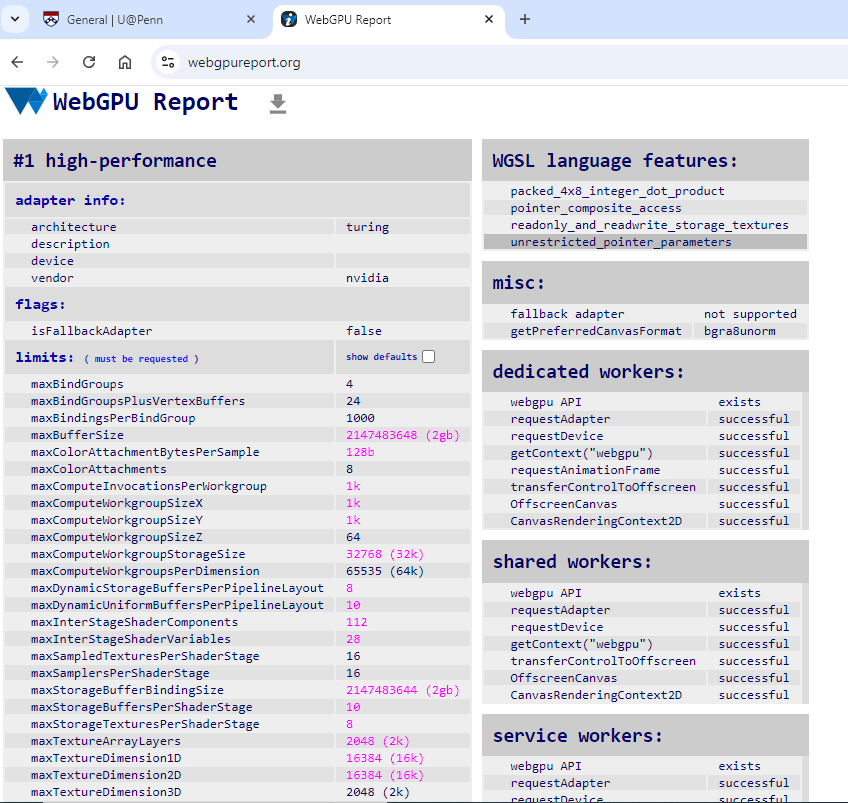 General | U@Penn
WebGPU Report
webgpureport.org
WebGPU Report
#1 high-performance
adapter info:
architecture turing
description
device
vendor nvidia
flags:
isFallbackAdapter false
limits: ( must be requested ) show defaults
maxBindGroups 4
maxBindGroupsPlusVertexBuffers 24
maxBindingsPerBindGroup 1000
maxBufferSize 2147483648 (2gb)
maxColorAttachmentBytesPerSample 128b
maxColorAttachments 8
maxComputeInvocationsPerWorkgroup 1k
maxComputeWorkgroupSizeX 1k
maxComputeWorkgroupSizeY 1k
maxComputeWorkgroupSizeZ 64
maxComputeWorkgroupStorageSize 32768 (32k)
maxComputeWorkgroupsPerDimension 65535 (64k)
maxDynamicStorageBuffersPerPipelineLayout 8
maxDynamicUniformBuffersPerPipelineLayout 10
maxInterStageShaderComponents 112
maxInterStageShaderVariables 28
maxSampledTexturesPerShaderStage 16
maxSamplersPerShaderStage 16
maxStorageBufferBindingSize 2147483644 (2gb)
maxStorageBuffersPerShaderStage 10
maxStorageTexturesPerShaderStage 8
maxTextureArrayLayers 2048 (2k)
maxTextureDimension1D 16384 (16k)
maxTextureDimension2D 16384 (16k)
maxTextureDimension3D 2048 (2k)
WGSL language features:
packed_4x8_integer_dot_product
pointer_composite_access
readonly_and_readwrite_storage_textures
unrestricted_pointer_parameters
misc:
fallback adapter not supported
getPreferredCanvasFormat bgra8unorm
dedicated workers:
webgpu API exists
requestAdapter successful
requestDevice successful
getContext("webgpu") successful
requestAnimationFrame successful
transferControlToOffscreen successful
OffscreenCanvas successful
CanvasRenderingContext2D successful
shared workers:
webgpu API exists
requestAdapter successful
requestDevice successful
getContext("webgpu") successful
transferControlToOffscreen successful
OffscreenCanvas successful
CanvasRenderingContext2D successful
service workers:
webgpu API exists
requestAdapter successful
requestDevice successful